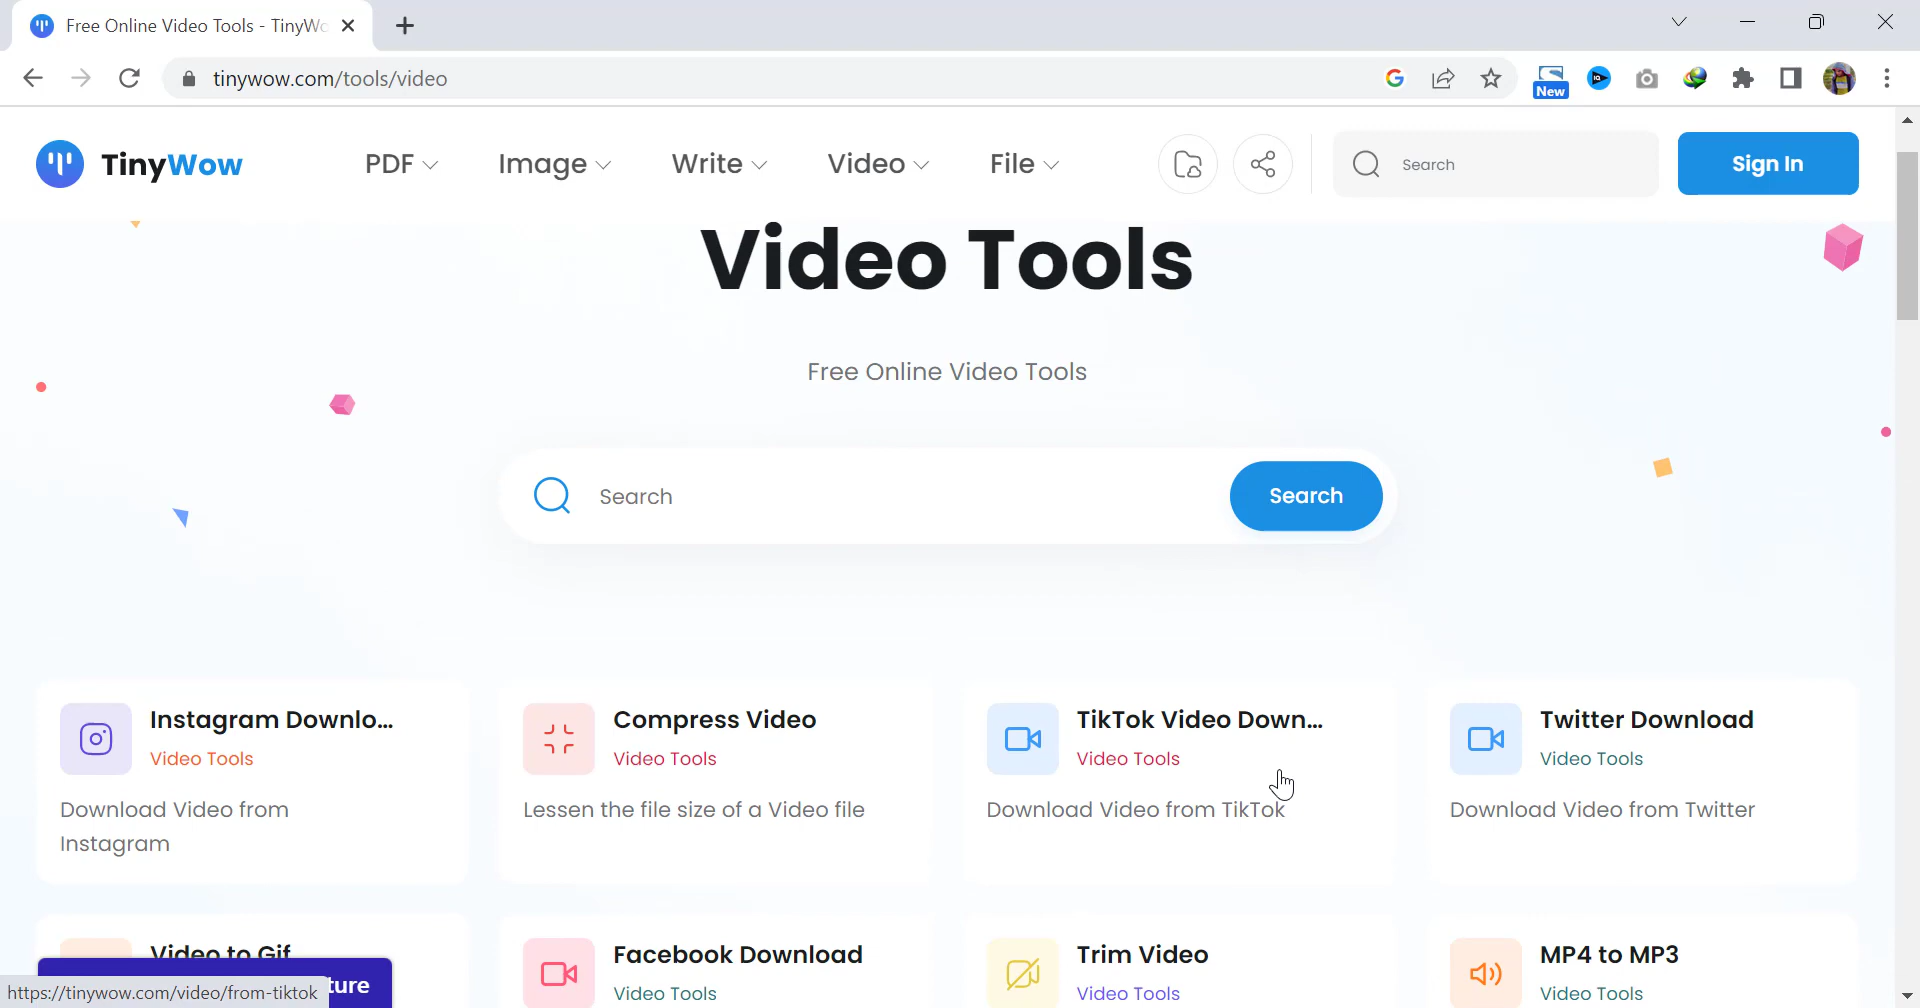 Free Online Video Tools - TinyWo
tinywow.com/tools/video
New
TinyWow
PDF
Image
Write
Video
File
Search
Sign In
Video Tools
Free Online Video Tools
Search
Search
Instagram Downlo...
Video Tools
Download Video from
Instagram
Compress Video
Video Tools
Lessen the file size of a Video file
TikTok Video Down...
Video Tools
Download Video from TikTok
Twitter Download
Video Tools
Download Video from Twitter
Video to Gif
Facebook Download
Video Tools
Trim Video
Video Tools
MP4 to MP3
Video Tools
ture
https://tinywow.com/video/from-tiktok